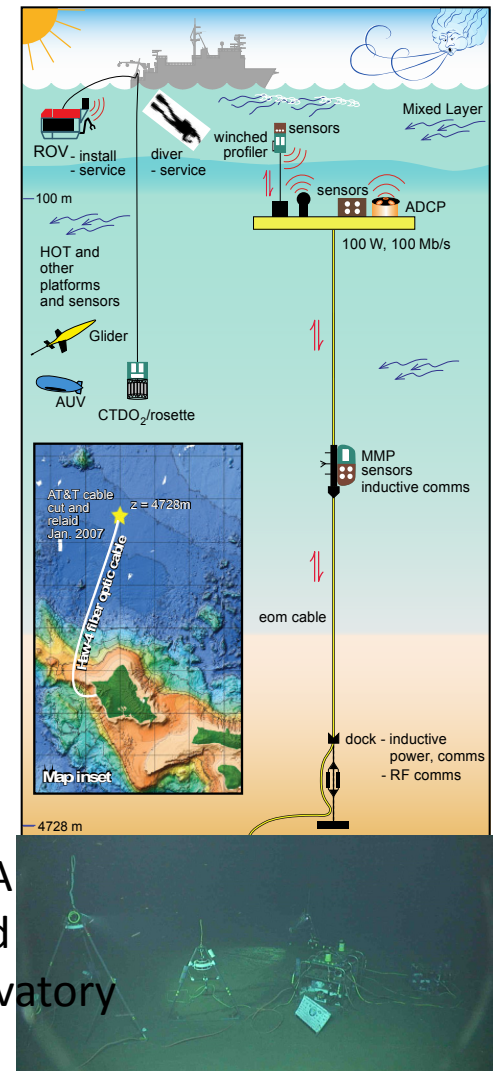 Mixed Layer
sensors
winched
profiler
ROV - install
- service
diver
- service
sensors
100 m
ADCP
100 W, 100 Mb/s
HOT and
other
platforms
and sensors
Glider
AUV
CTDO2/rosette
MMP
sensors
inductive comms
AT&T cable
cut and
relaid
Jan. 2007
z = 4728m
HAW-4 fiber optic cable
eom cable
Map inset
dock - inductive
power, comms
- RF comms
4728 m
A
d
vatory